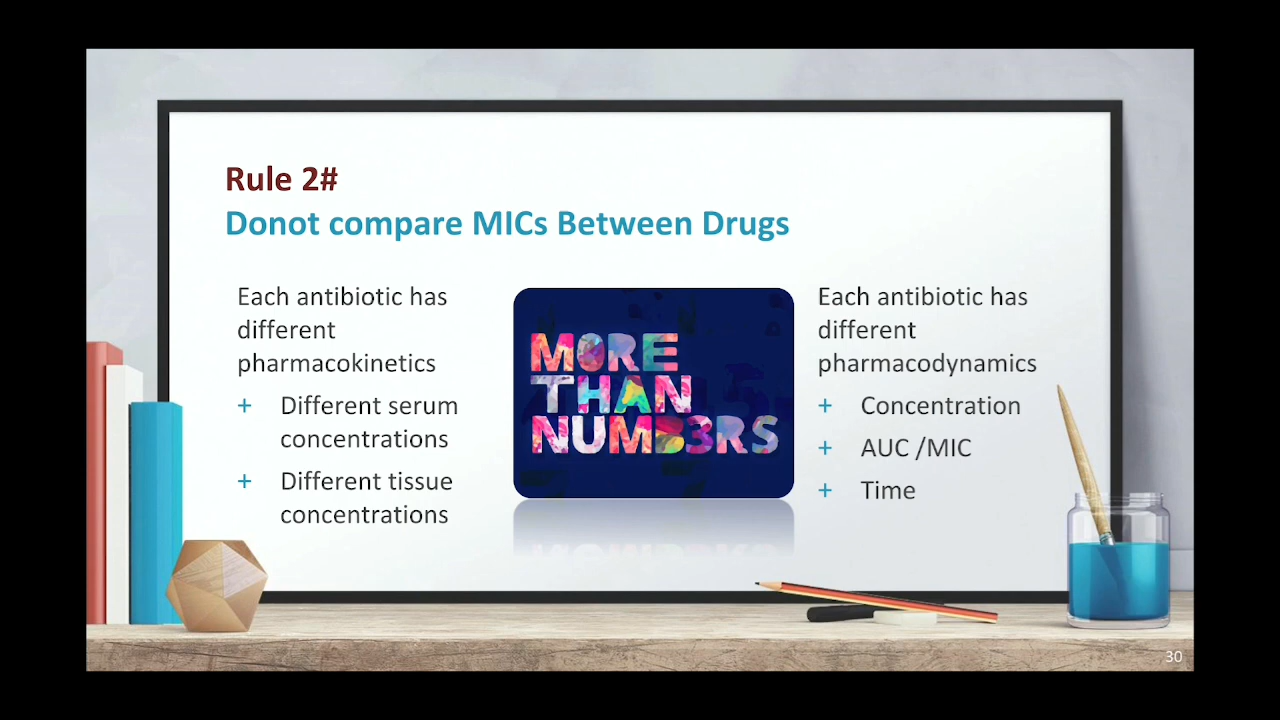 Rule 2#
Donot compare MICs Between Drugs
Each antibiotic has
different
pharmacokinetics
+ Different serum
concentrations
+ Different tissue
concentrations
MORE
THAN
NUMB3RS
Each antibiotic has
different
pharmacodynamics
+ Concentration
+ AUC /MIC
+ Time
30